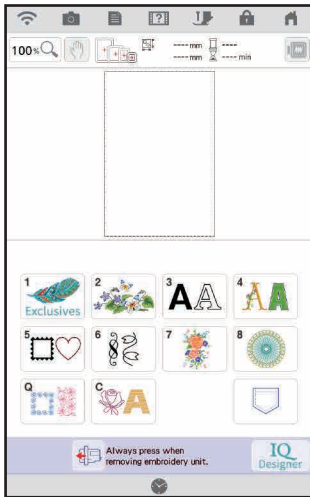 100%
---- mm
---- mm
----
---- min
1
Exclusives
2
3
AA
4
AA
5
6
7
8
Q
C
A
Always press when
removing embroidery unit.
IQ
Designer